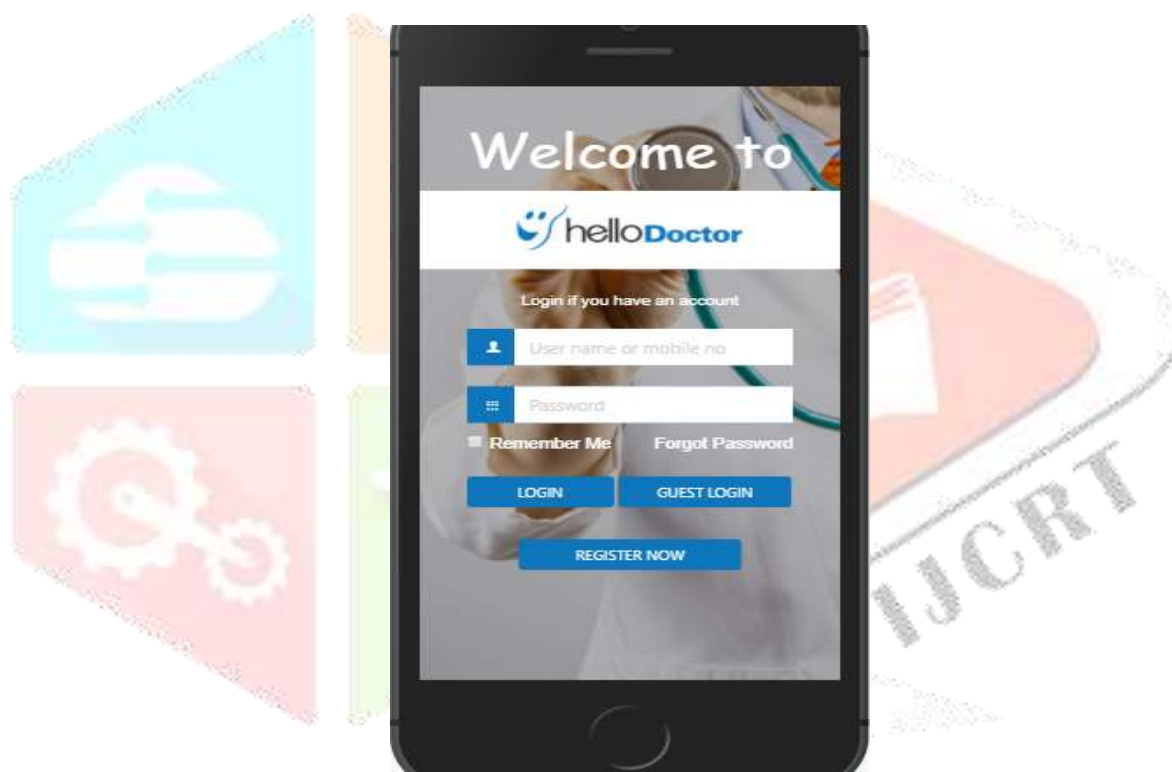 Welcome to
helloDoctor
Login if you have an account
User name or mobile no
Password
Remember Me Forgot Password
LOGIN GUEST LOGIN
REGISTER NOW
IJCRT